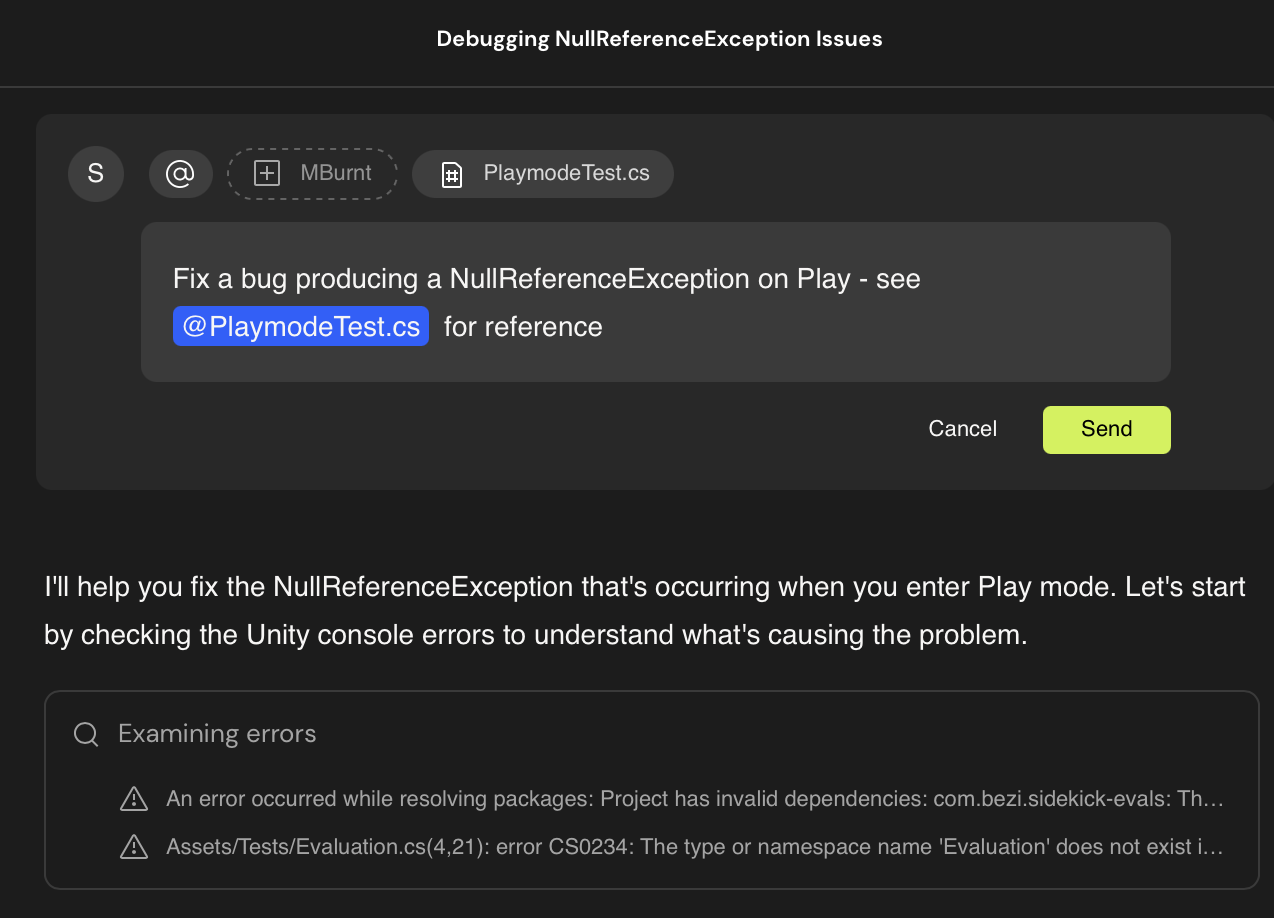 Debugging NullReferenceException Issues
S @ MBurnt PlaymodeTest.cs
Fix a bug producing a NullReferenceException on Play - see
@PlaymodeTest.cs for reference
Cancel Send
I'll help you fix the NullReferenceException that's occurring when you enter Play mode. Let's start
by checking the Unity console errors to understand what's causing the problem.
Examining errors
An error occurred while resolving packages: Project has invalid dependencies: com.bezi.sidekick-evals: Th…
Assets/Tests/Evaluation.cs(4,21): error CS0234: The type or namespace name 'Evaluation' does not exist i…